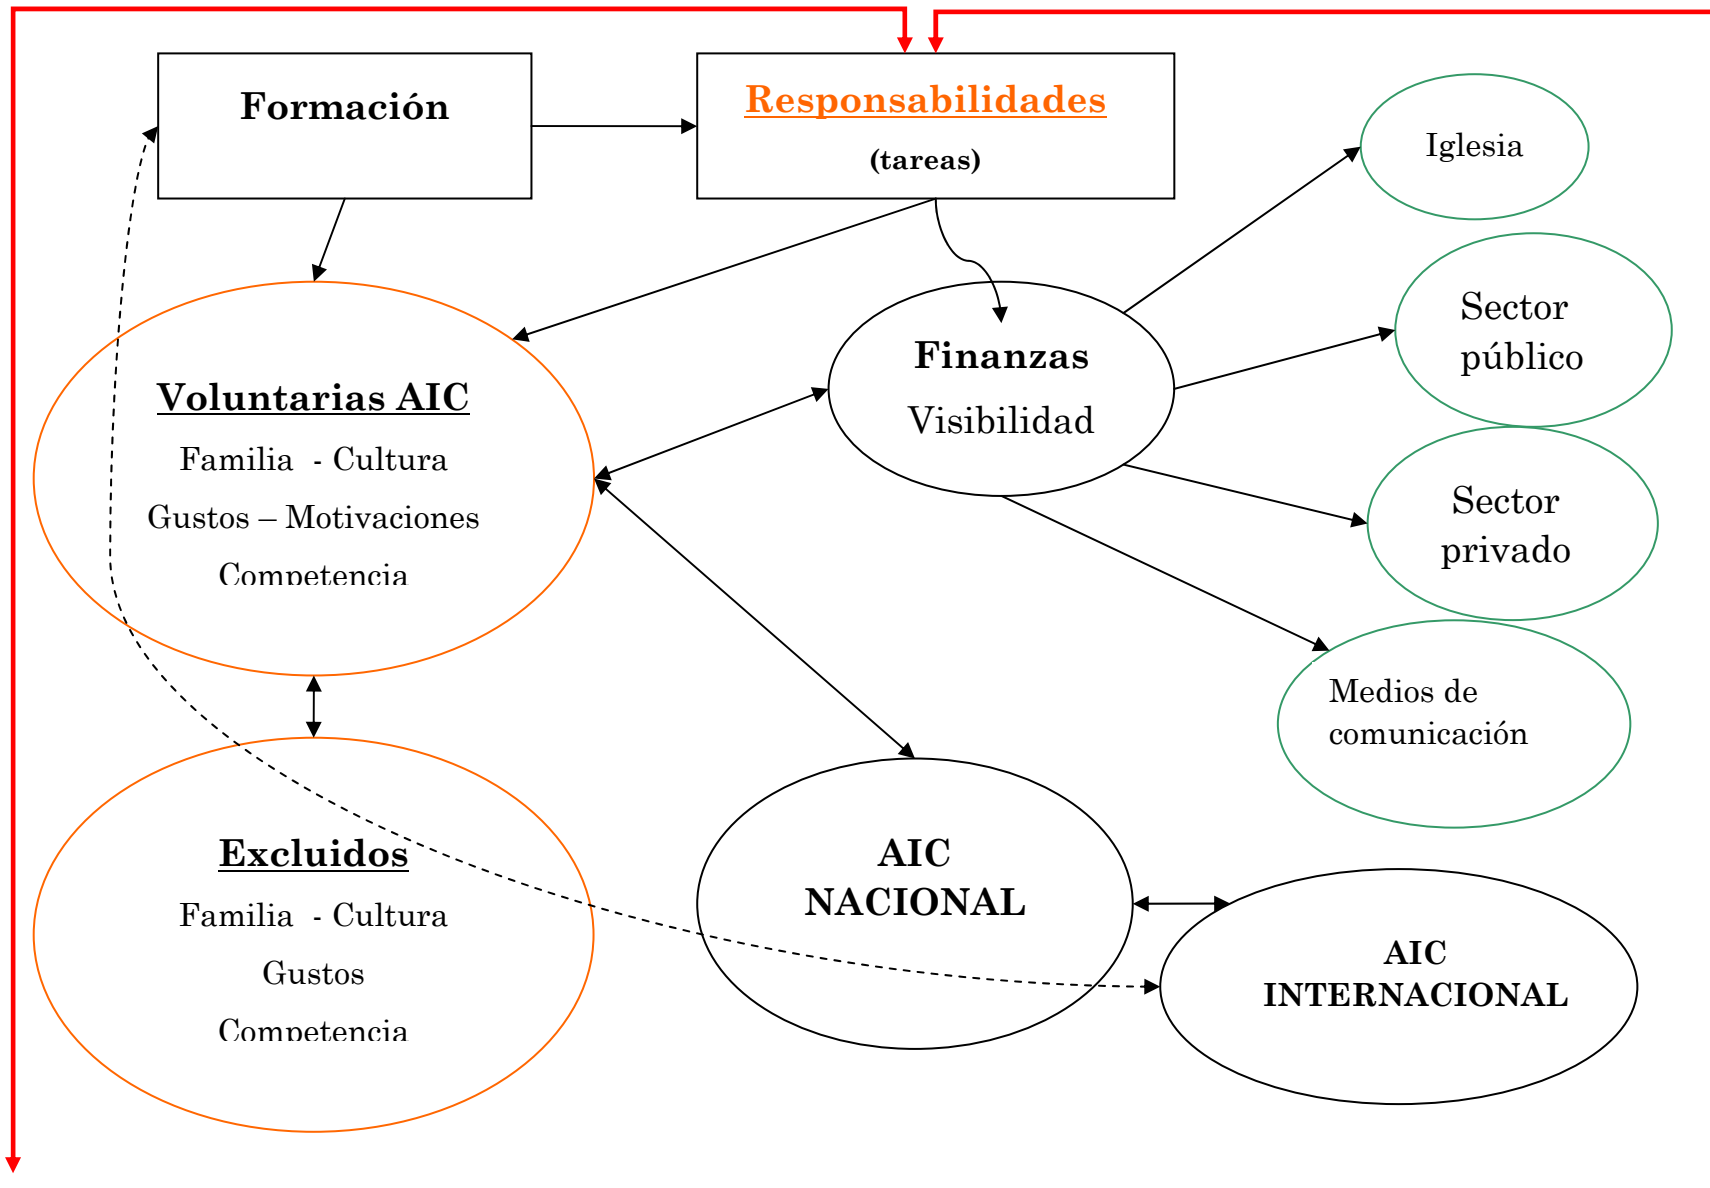 Formación
Responsabilidades
(tareas)
Iglesia
Sector
público
Finanzas
Visibilidad
Voluntarias AIC
Familia - Cultura
Gustos – Motivaciones
Competencia
Sector
privado
Medios de
comunicación
Excluidos
Familia - Cultura
Gustos
Competencia
AIC
NACIONAL
AIC
INTERNACIONAL